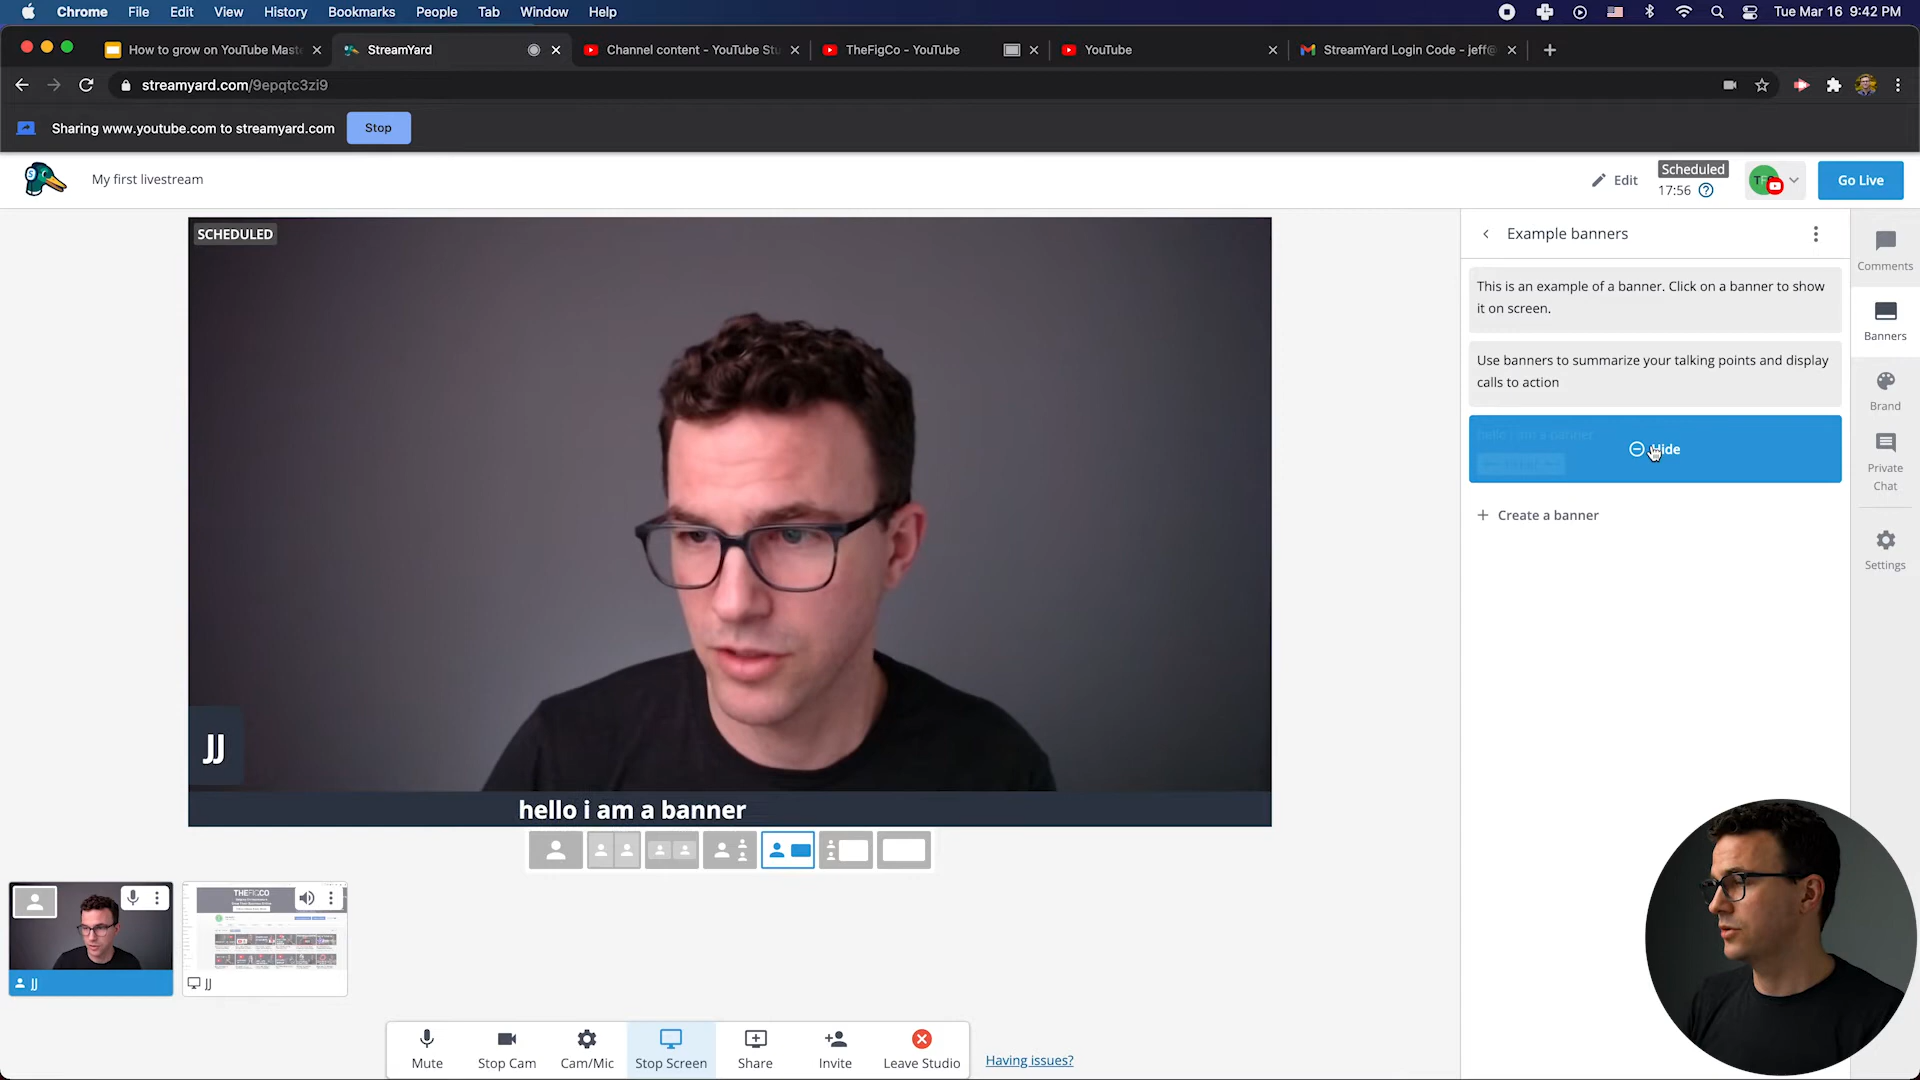 Chrome File Edit View History Bookmarks People Tab Window Help
Tue Mar 16 9:42 PM
How to grow on YouTube Mast
StreamYard
Channel content - YouTube Stu
TheFigCo - YouTube
YouTube
StreamYard Login Code - jeff@
streamyard.com/9epqtc3zi9
Sharing www.youtube.com to streamyard.com
Stop
My first livestream
Edit
Scheduled
17:56
Go Live
SCHEDULED
Example banners
This is an example of a banner. Click on a banner to show
it on screen.
Use banners to summarize your talking points and display
calls to action
hello i am a banner
Hide
Create a banner
Comments
Banners
Brand
Private
Chat
Settings
JJ
hello i am a banner
THEFIGCO
JJ
JJ
Mute
Stop Cam
Cam/Mic
Stop Screen
Share
Invite
Leave Studio
Having issues?